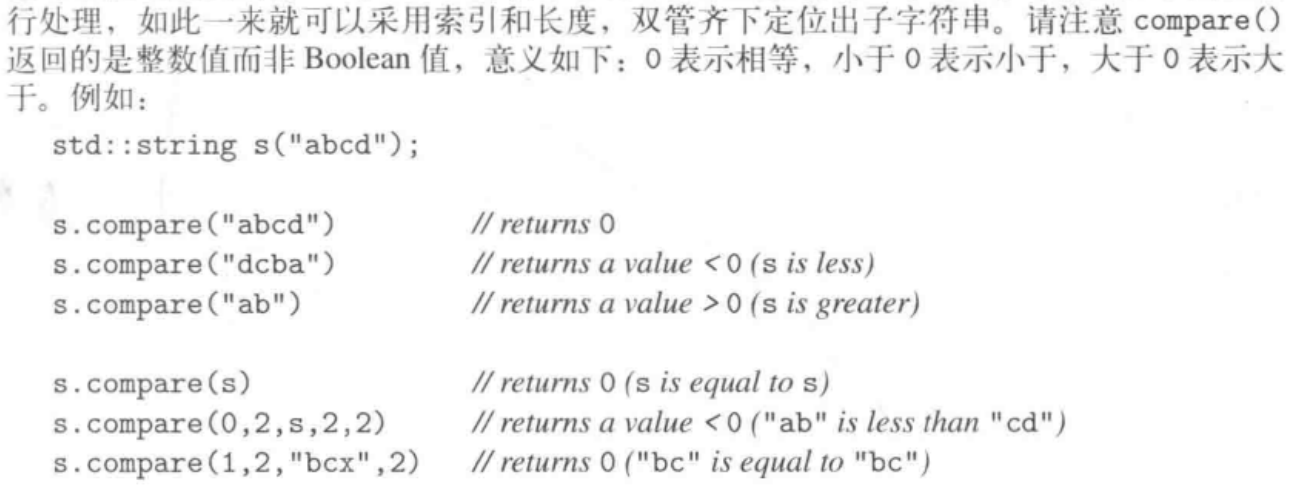 行处理，如此一来就可以采用索引和长度，双管齐下定位出子字符串。请注意 compare()
返回的是整数值而非 Boolean 值，意义如下：0 表示相等，小于 0 表示小于，大于 0 表示大
于。例如：
std::string s("abcd");
s.compare("abcd") // returns 0
s.compare("dcba") // returns a value < 0 (s is less)
s.compare("ab") // returns a value > 0 (s is greater)
s.compare(s) // returns 0 (s is equal to s)
s.compare(0,2,s,2,2) // returns a value < 0 ("ab" is less than "cd")
s.compare(1,2,"bcx",2) // returns 0 ("bc" is equal to "bc")